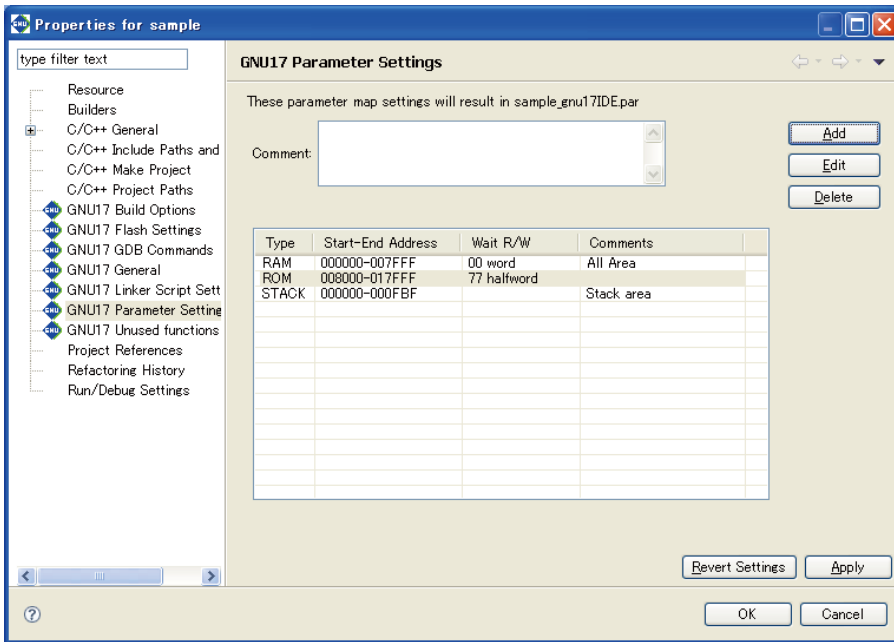 Properties for sample
type filter text
Resource
Builders
C/C++ General
C/C++ Include Paths and
C/C++ Make Project
C/C++ Project Paths
GNU17 Build Options
GNU17 Flash Settings
GNU17 GDB Commands
GNU17 General
GNU17 Linker Script Sett
GNU17 Parameter Setting
GNU17 Unused functions
Project References
Refactoring History
Run/Debug Settings
GNU17 Parameter Settings
These parameter map settings will result in sample_gnu17IDE.par
Comment:
Add
Edit
Delete
Type Start-End Address Wait R/W Comments
RAM 000000-007FFF 00 word All Area
ROM 008000-017FFF 77 halfword
STACK 000000-000FBF Stack area
Revert Settings Apply
OK Cancel